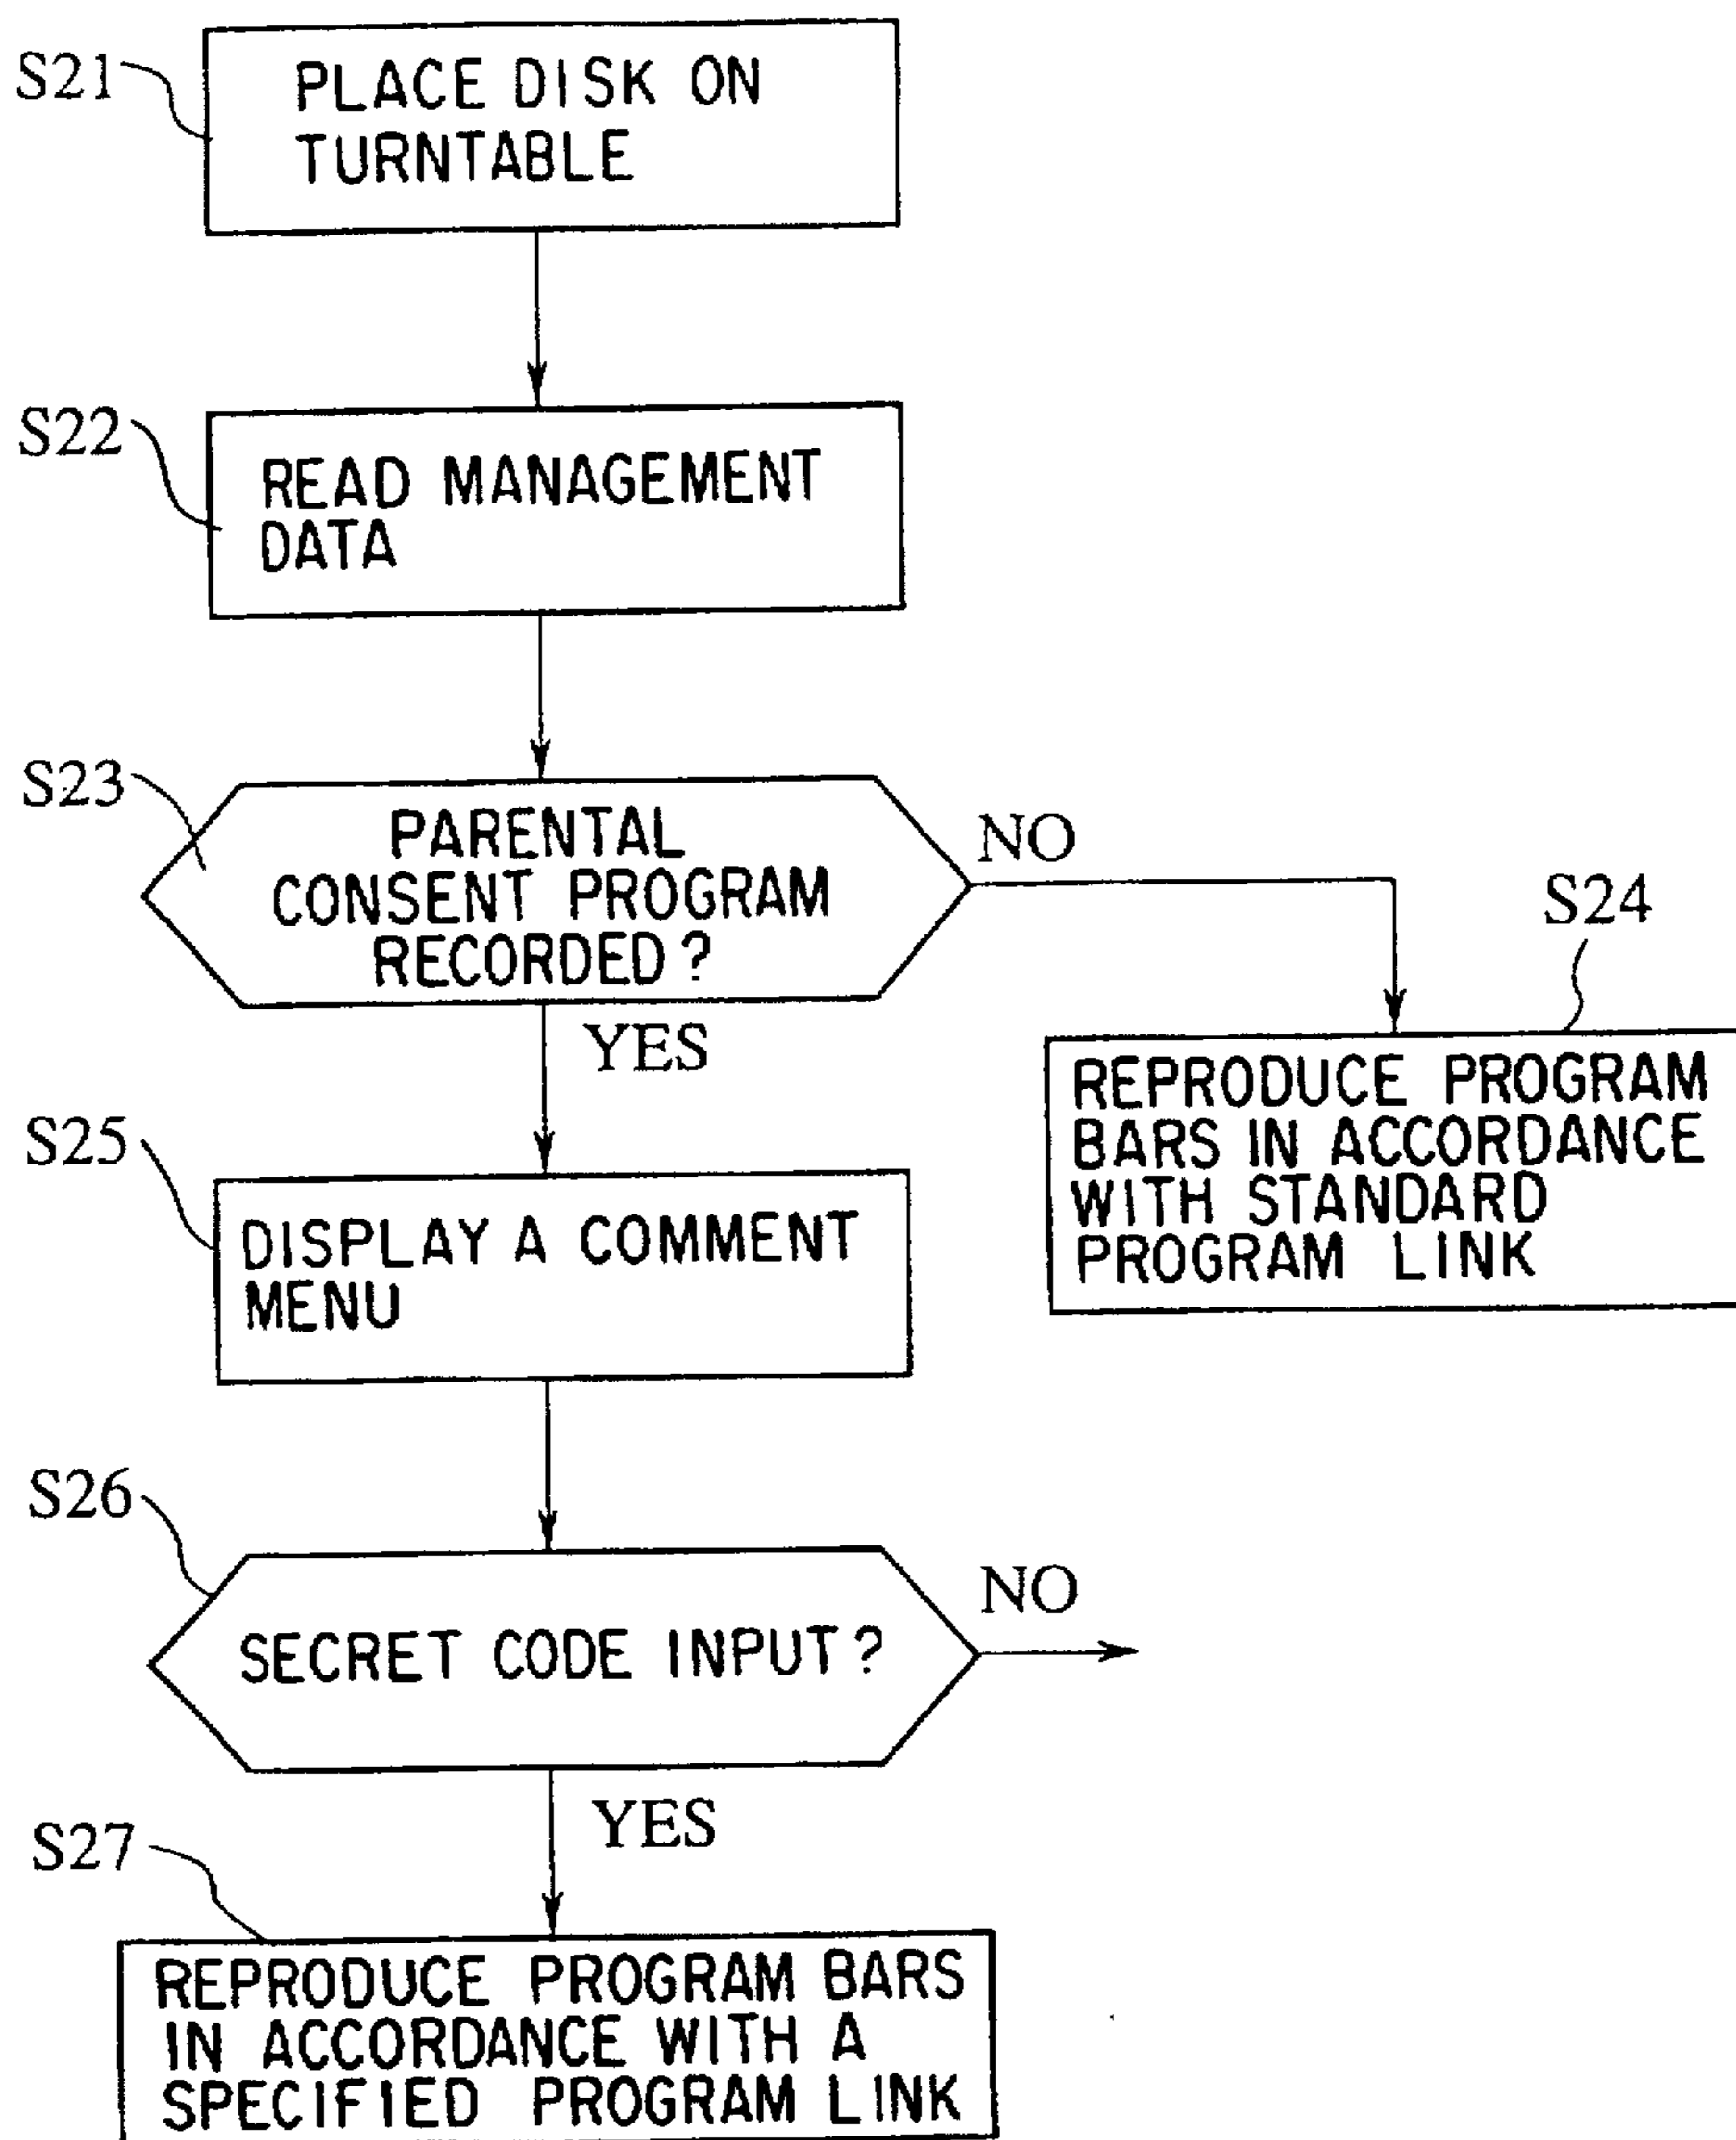 S21
PLACE DISK ON
TURNTABLE
S22
READ MANAGEMENT
DATA
S23
PARENTAL
CONSENT PROGRAM
RECORDED?
NO
YES
S24
REPRODUCE PROGRAM
BARS IN ACCORDANCE
WITH STANDARD
PROGRAM LINK
S25
DISPLAY A COMMENT
MENU
S26
SECRET CODE INPUT?
NO
YES
S27
REPRODUCE PROGRAM BARS
IN ACCORDANCE WITH A
SPECIFIED PROGRAM LINK